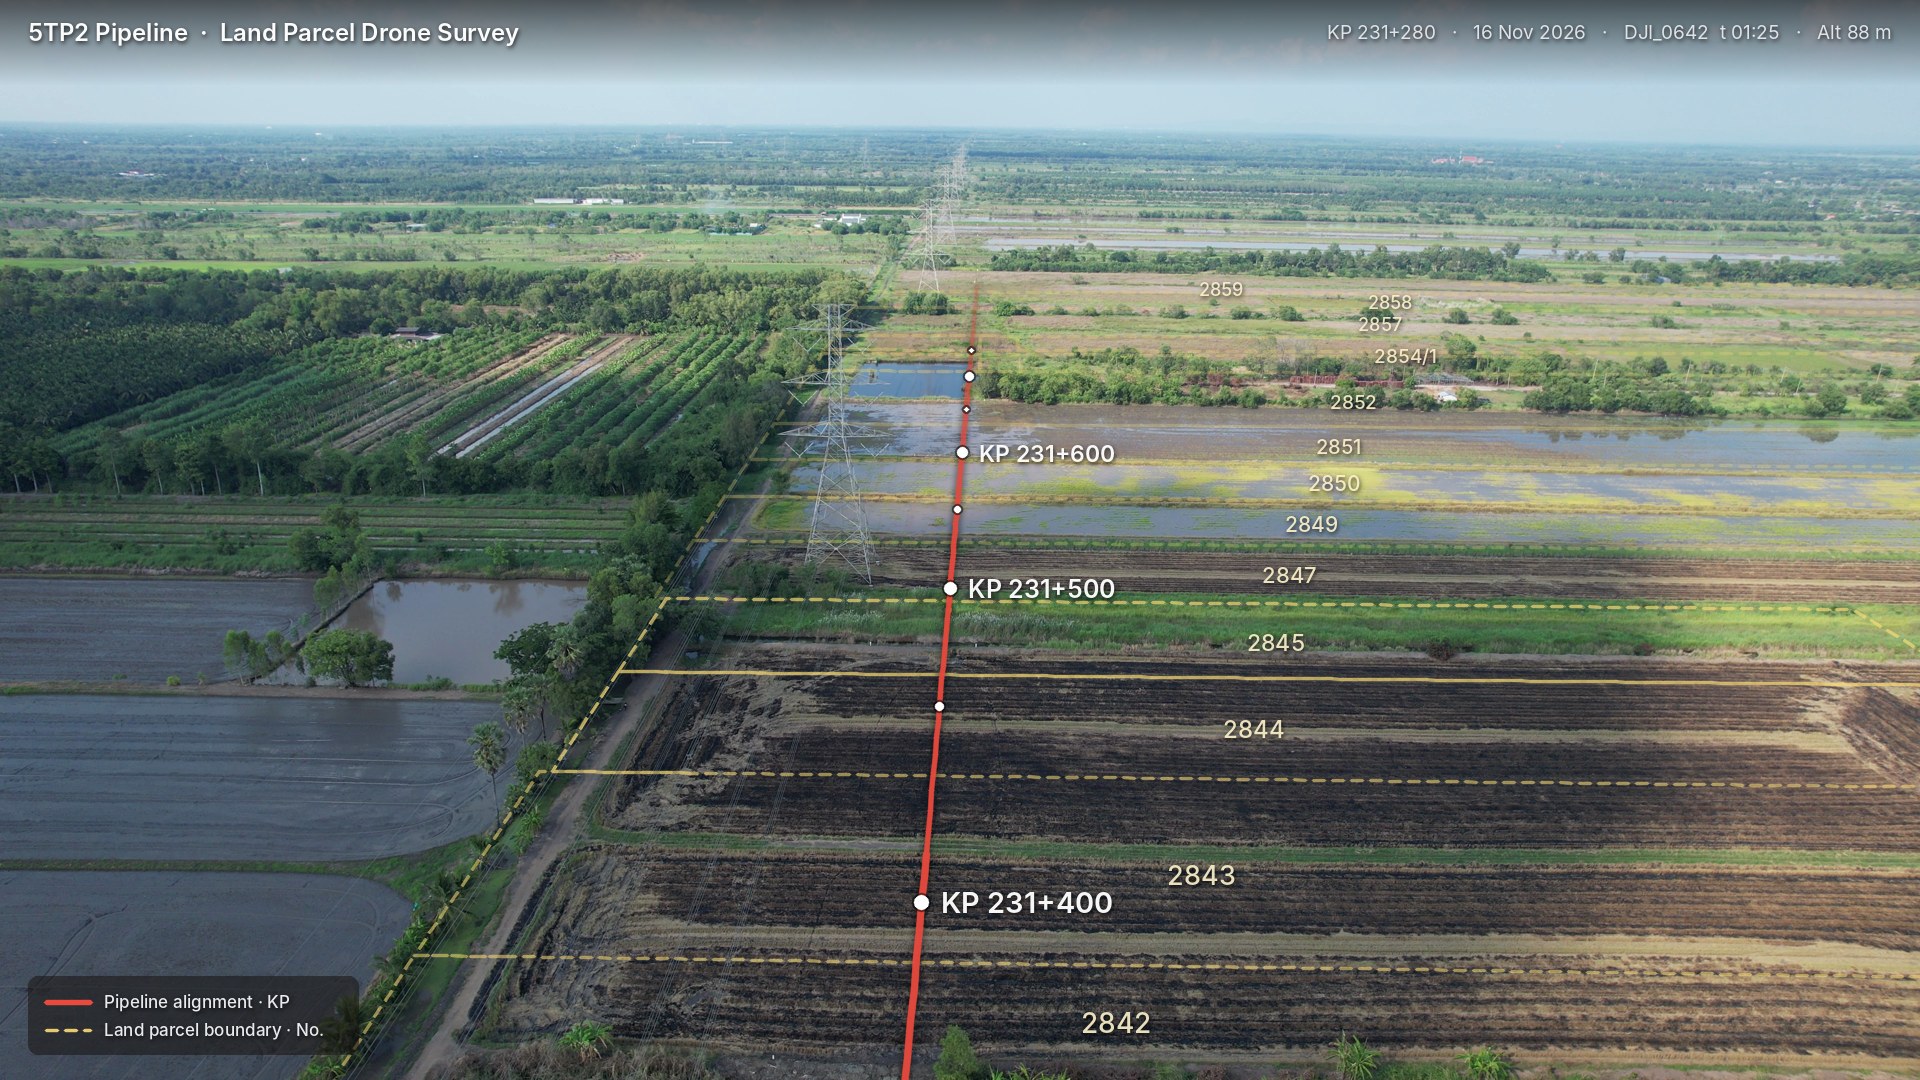 5TP2 Pipeline · Land Parcel Drone Survey
KP 231+280 · 16 Nov 2026 · DJI_0642 t 01:25 · Alt 88 m
2859
2858
2857
2854/1
2852
2851
KP 231+600
2850
2849
2847
KP 231+500
2845
2844
2843
KP 231+400
2842
Pipeline alignment · KP
Land parcel boundary · No.